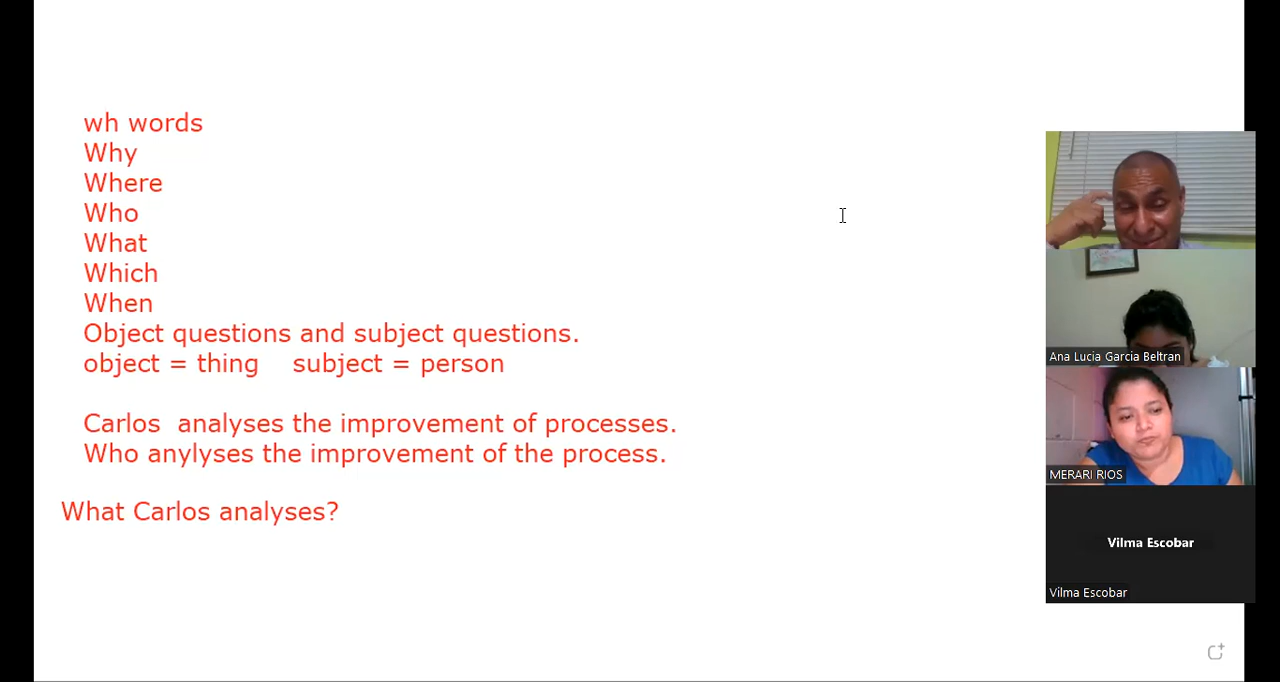 wh words
Why
Where
Who
What
Which
When
Object questions and subject questions.
object = thing    subject = person
Carlos  analyses the improvement of processes.
Who anylyses the improvement of the process.
What Carlos analyses?
Ana Lucia Garcia Beltran
MERARI RIOS
Vilma Escobar
Vilma Escobar